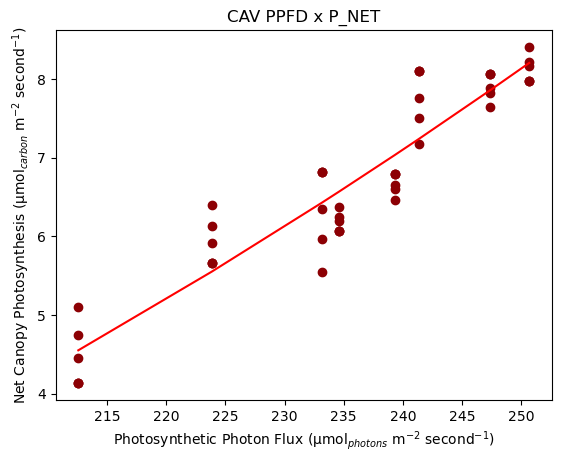 CAV PPFD x P_NET
Net Canopy Photosynthesis (μmol_carbon m⁻² second⁻¹)
8
7
6
5
4
215 220 225 230 235 240 245 250
Photosynthetic Photon Flux (μmol_photons m⁻² second⁻¹)